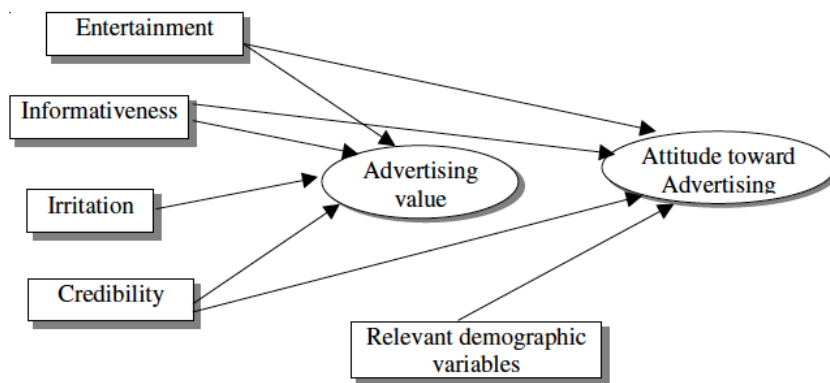 Entertainment
Informativeness
Irritation
Credibility
Advertising
value
Attitude toward
Advertising
Relevant demographic
variables